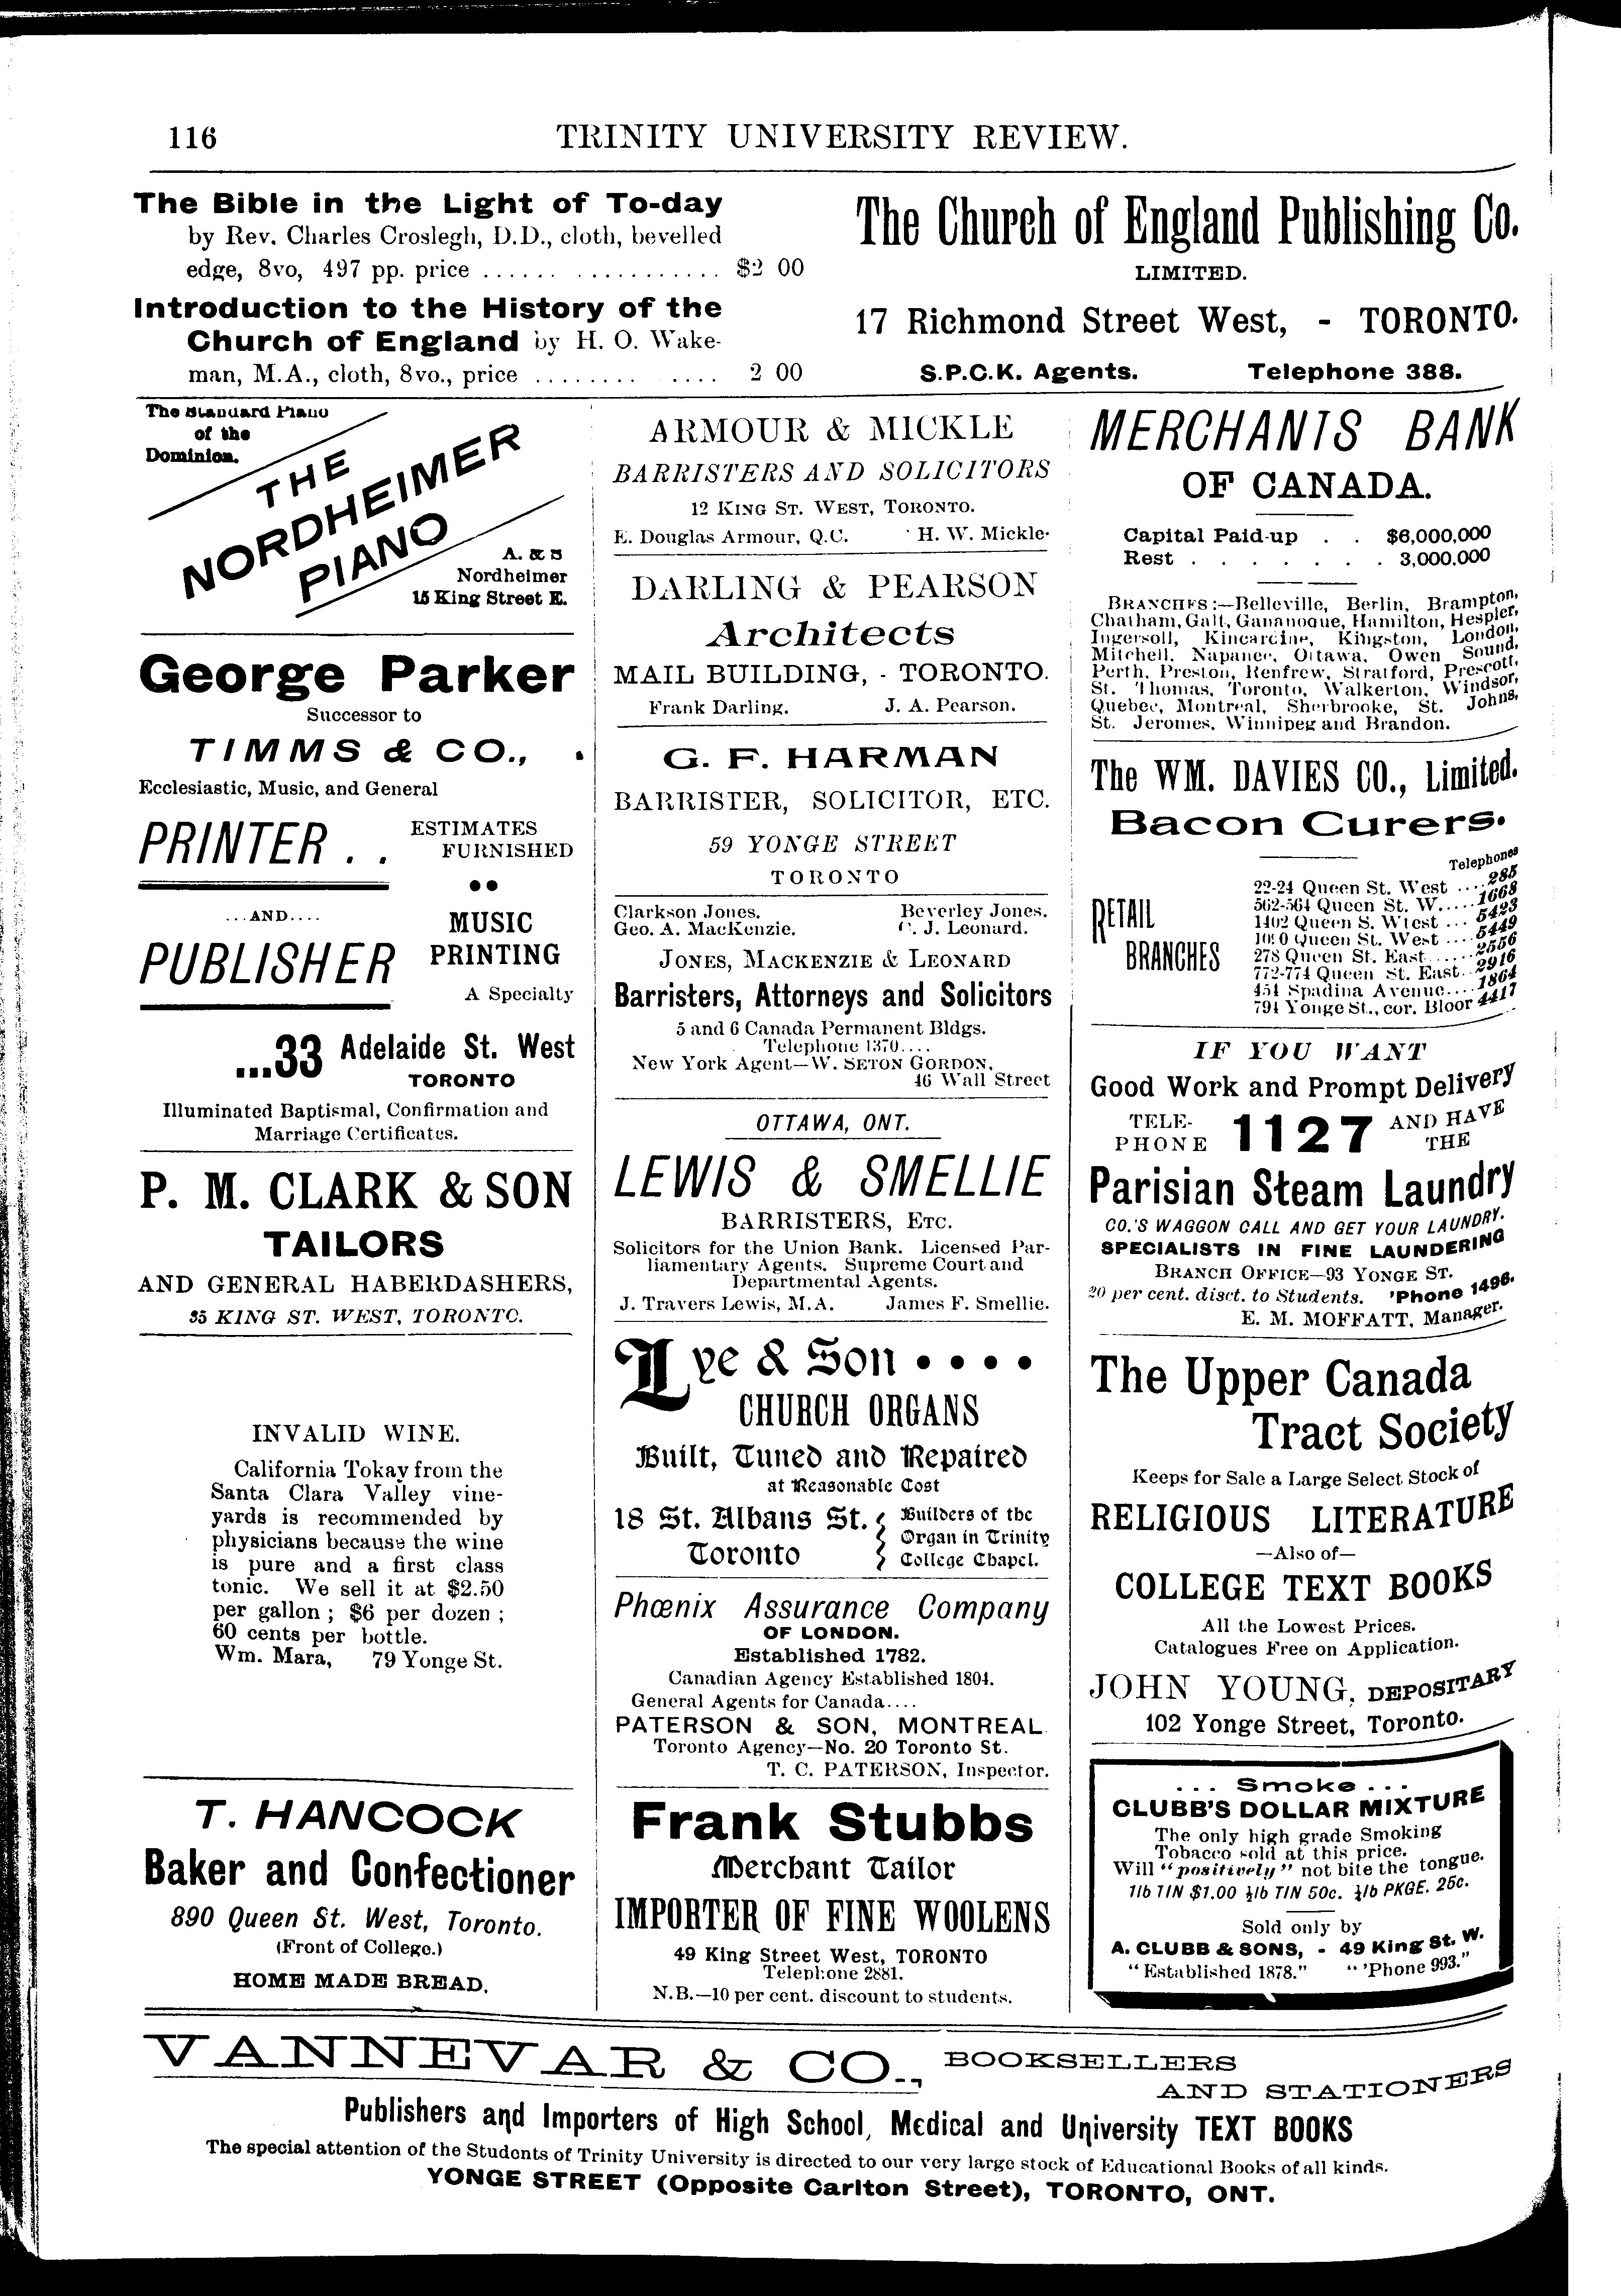 116 TRINITY UNIVERSITY REVIEW.
The Bible in the Light of To-day
by Rev. Charles Croslegh, D.D., cloth, bevelled
edge, 8vo, 497 pp. price ...... ........... $2 00
Introduction to the History of the
Church of England by H. O. Wake-
man, M.A., cloth, 8vo., price ........ .... 2 00
The Church of England Publishing Co.
LIMITED.
17 Richmond Street West, - TORONTO.
S.P.C.K. Agents. Telephone 388.
The Standard Piano
of the
Dominion.
THE
NORDHEIMER
PIANO
A. & S
Nordheimer
15 King Street E.
George Parker
Successor to
TIMMS & CO.,
Ecclesiastic, Music, and General
PRINTER . .
ESTIMATES
FURNISHED
...AND....
PUBLISHER
MUSIC
PRINTING
A Specialty
...33 Adelaide St. West
TORONTO
Illuminated Baptismal, Confirmation and
Marriage Certificates.
P. M. CLARK & SON
TAILORS
AND GENERAL HABERDASHERS,
95 KING ST. WEST, TORONTO.
INVALID WINE.
California Tokay from the
Santa Clara Valley vine-
yards is recommended by
physicians because the wine
is pure and a first class
tonic. We sell it at $2.50
per gallon ; $6 per dozen ;
60 cents per bottle.
Wm. Mara, 79 Yonge St.
T. HANCOCK
Baker and Confectioner
890 Queen St. West, Toronto.
(Front of College.)
HOME MADE BREAD.
ARMOUR & MICKLE
BARRISTERS AND SOLICITORS
12 KING ST. WEST, TORONTO.
E. Douglas Armour, Q.C. H. W. Mickle.
DARLING & PEARSON
Architects
MAIL BUILDING, - TORONTO.
Frank Darling. J. A. Pearson.
G. F. HARMAN
BARRISTER, SOLICITOR, ETC.
59 YONGE STREET
TORONTO
Clarkson Jones. Beverley Jones.
Geo. A. MacKenzie. C. J. Leonard.
JONES, MACKENZIE & LEONARD
Barristers, Attorneys and Solicitors
5 and 6 Canada Permanent Bldgs.
Telephone 1370....
New York Agent—W. SETON GORDON,
46 Wall Street
OTTAWA, ONT.
LEWIS & SMELLIE
BARRISTERS, ETC.
Solicitors for the Union Bank. Licensed Par-
liamentary Agents. Supreme Court and
Departmental Agents.
J. Travers Lewis, M.A. James F. Smellie.
Lye & Son . . . .
CHURCH ORGANS
Built, Tuned and Repaired
at Reasonable Cost
18 St. Albans St.
Toronto
Builders of the
Organ in Trinity
College Chapel.
Phœnix Assurance Company
OF LONDON.
Established 1782.
Canadian Agency Established 1804.
General Agents for Canada....
PATERSON & SON, MONTREAL
Toronto Agency—No. 20 Toronto St.
T. C. PATERSON, Inspector.
Frank Stubbs
Merchant Tailor
IMPORTER OF FINE WOOLENS
49 King Street West, TORONTO
Telephone 2881.
N.B.—10 per cent. discount to students.
MERCHANTS BANK
OF CANADA.
Capital Paid-up . . $6,000,000
Rest . . . . . . . 3,000.000
BRANCHES:—Belleville, Berlin, Brampton,
Chatham, Galt, Gananoque, Hamilton, Hespler,
Ingersoll, Kincardine, Kingston, London,
Mitchell, Napanee, Ottawa, Owen Sound,
Perth, Preston, Renfrew, Stratford, Prescott,
St. Thomas, Toronto, Walkerton, Windsor,
Quebec, Montreal, Sherbrooke, St. Johns,
St. Jeromes, Winnipeg and Brandon.
The WM. DAVIES CO., Limited.
Bacon Curers.
Telephones
RETAIL
BRANCHES
22-24 Queen St. West .... 285
562-564 Queen St. W..... 1668
1402 Queen S. Wtest ... 5423
1010 Queen St. West .... 5449
278 Queen St. East...... 2556
772-774 Queen St. East.. 2916
454 Spadina Avenue.... 1864
794 Yonge St., cor. Bloor 4417
IF YOU WANT
Good Work and Prompt Delivery
TELE-
PHONE 1127 AND HAVE
THE
Parisian Steam Laundry
CO.'S WAGGON CALL AND GET YOUR LAUNDRY.
SPECIALISTS IN FINE LAUNDERING
BRANCH OFFICE—93 YONGE ST.
20 per cent. disct. to Students. 'Phone 1496.
E. M. MOFFATT, Manager.
The Upper Canada
Tract Society
Keeps for Sale a Large Select Stock of
RELIGIOUS LITERATURE
—Also of—
COLLEGE TEXT BOOKS
All the Lowest Prices.
Catalogues Free on Application.
JOHN YOUNG, DEPOSITARY
102 Yonge Street, Toronto.
... Smoke ...
CLUBB'S DOLLAR MIXTURE
The only high grade Smoking
Tobacco sold at this price.
Will "positively" not bite the tongue.
1lb TIN $1.00 ½lb TIN 50c. ¼lb PKGE. 25c.
Sold only by
A. CLUBB & SONS, - 49 King St. W.
"Established 1878." "'Phone 993."
VANNEVAR & CO., BOOKSELLERS
AND STATIONERS
Publishers and Importers of High School, Medical and University TEXT BOOKS
The special attention of the Students of Trinity University is directed to our very large stock of Educational Books of all kinds.
YONGE STREET (Opposite Carlton Street), TORONTO, ONT.